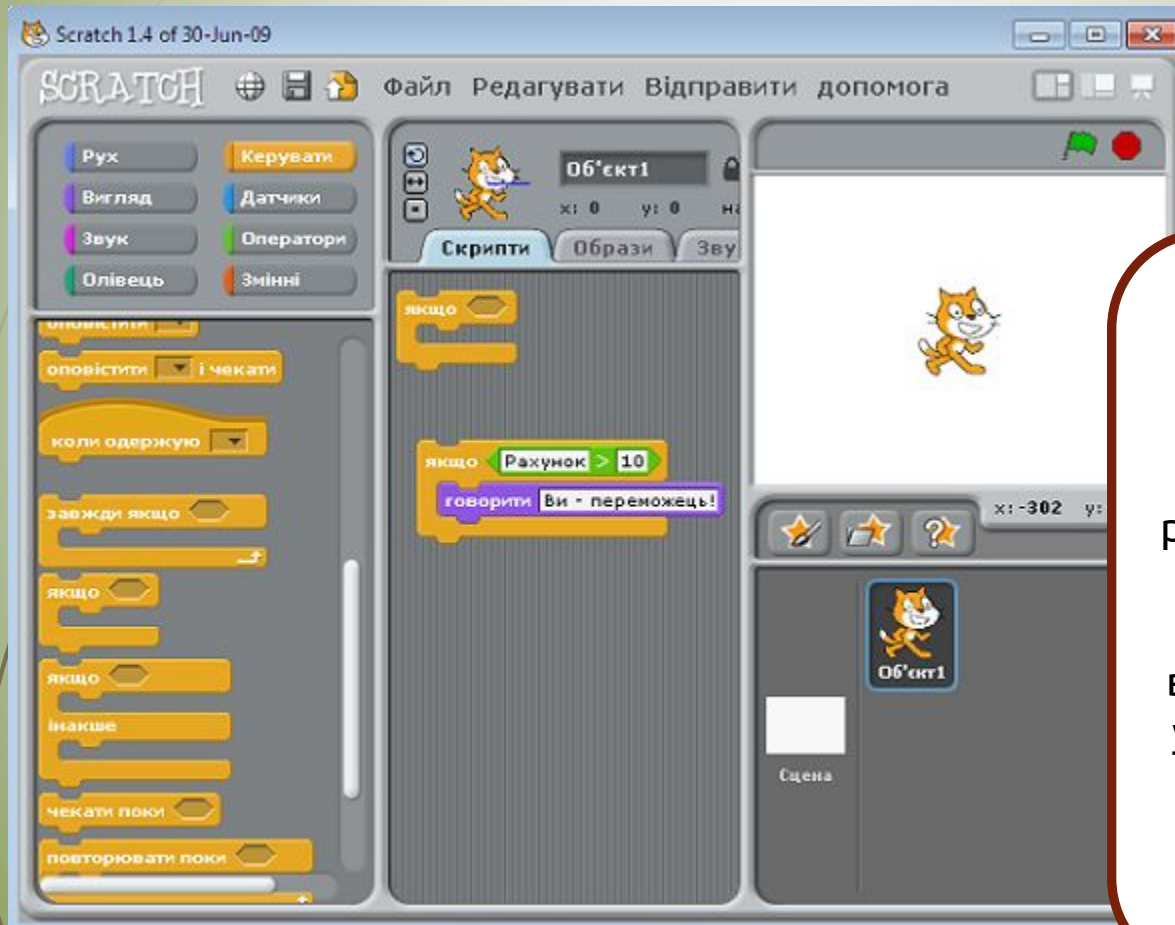 Scratch 1.4 of 30-Jun-09
SCRATCH
Файл Редагувати Відправити допомога
Рух
Керувати
Вигляд
Датчики
Звук
Оператори
Олівець
Змінні
оповістити
оповістити і чекати
коли одержую
завжди якщо
якщо
якщо
інакше
чекати поки
повторювати поки
Об'єкт1
x: 0 y: 0
Скрипти Образи Зву
якщо
якщо Рахунок > 10
говорити Ви - переможець!
x: -302 y:
Об'єкт1
Сцена